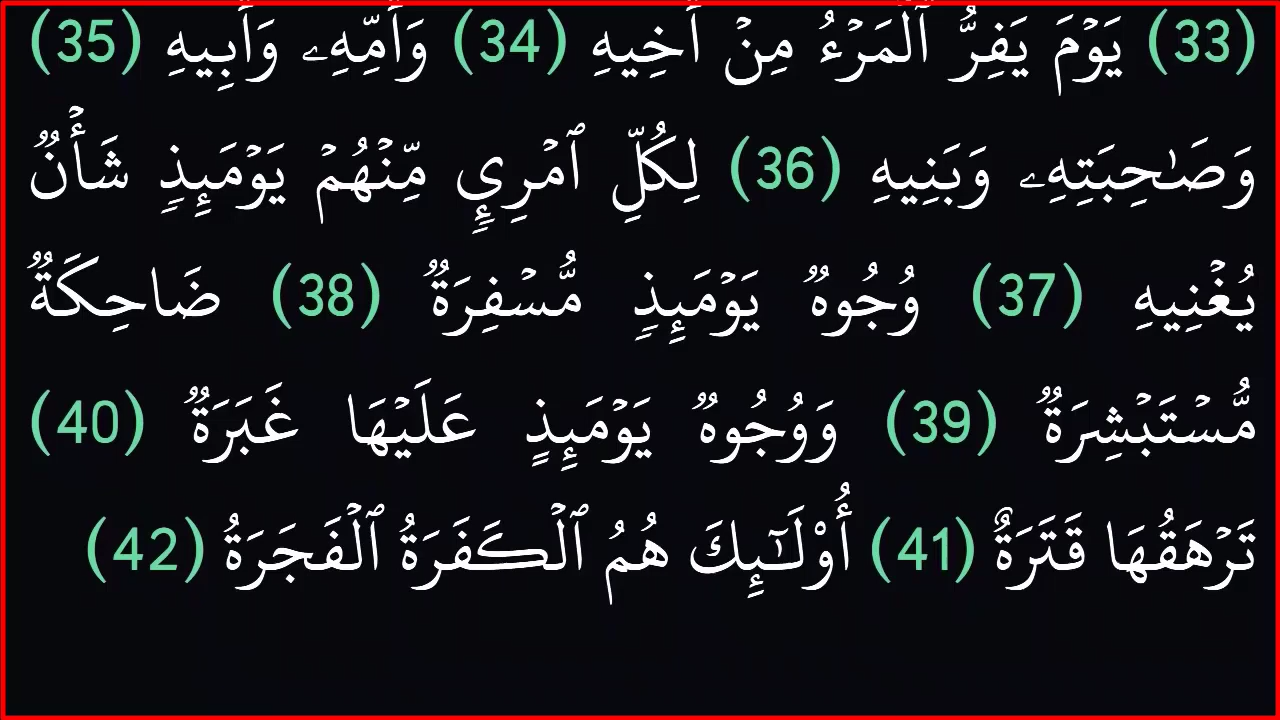 (33) يَوْمَ يَفِرُّ ٱلْمَرْءُ مِنْ أَخِيهِ (34) وَأُمِّهِۦ وَأَبِيهِ (35)
وَصَـٰحِبَتِهِۦ وَبَنِيهِ (36) لِكُلِّ ٱمْرِئٍ مِّنْهُمْ يَوْمَئِذٍ شَأْنٌ
يُغْنِيهِ (37) وُجُوهٌ يَوْمَئِذٍ مُّسْفِرَةٌ (38) ضَاحِكَةٌ
مُّسْتَبْشِرَةٌ (39) وَوُجُوهٌ يَوْمَئِذٍ عَلَيْهَا غَبَرَةٌ (40)
تَرْهَقُهَا قَتَرَةٌ (41) أُوْلَـٰٓئِكَ هُمُ ٱلْكَفَرَةُ ٱلْفَجَرَةُ (42)